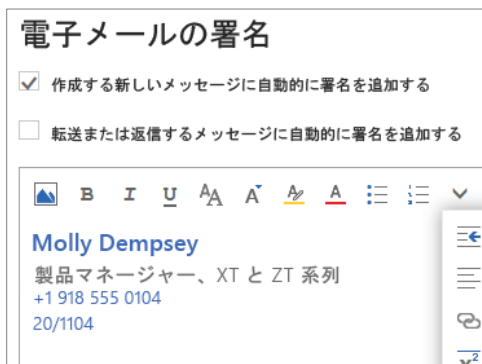 電子メールの署名
作成する新しいメッセージに自動的に署名を追加する
転送または返信するメッセージに自動的に署名を追加する
B I U AA A A A
Molly Dempsey
製品マネージャー、XT と ZT 系列
+1 918 555 0104
20/1104
x²